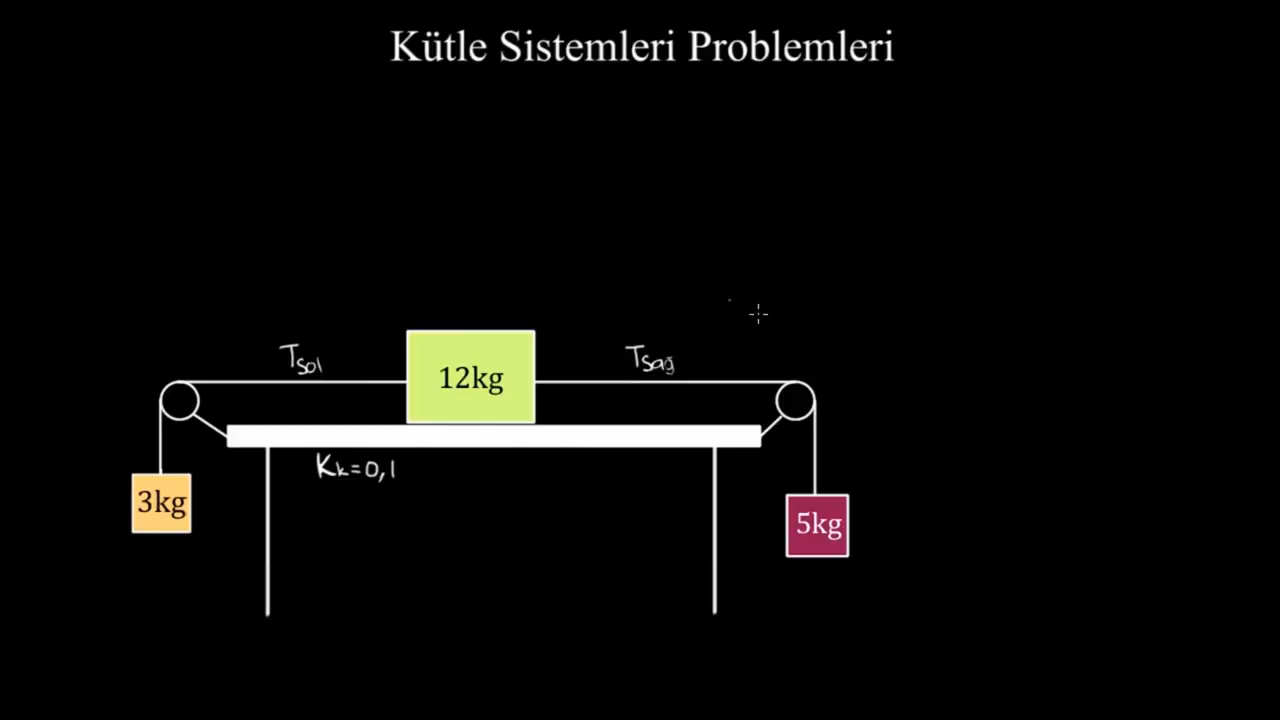 Kütle Sistemleri Problemleri
Tsol
12kg
Tsağ
Kk=0,1
3kg
5kg